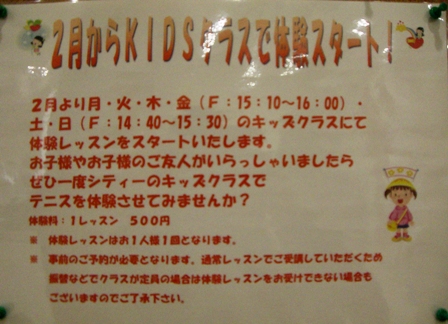 2月からKIDSクラスで体験スタート！
2月より月・火・木・金（F：15：10～16：00）・
土・日（F：14：40～15：30）のキッズクラスにて
体験レッスンをスタートいたします。
お子様やお子様のご友人がいらっしゃいましたら
ぜひ一度シティーのキッズクラスで
テニスを体験させてみませんか？
体験料：1レッスン　500円
※　体験レッスンはお1人様1回となります。
※　事前のご予約が必要となります。通常レッスンでご受講していただくため
振替などでクラスが定員の場合は体験レッスンをお受けできない場合も
ございますのでご了承下さい。